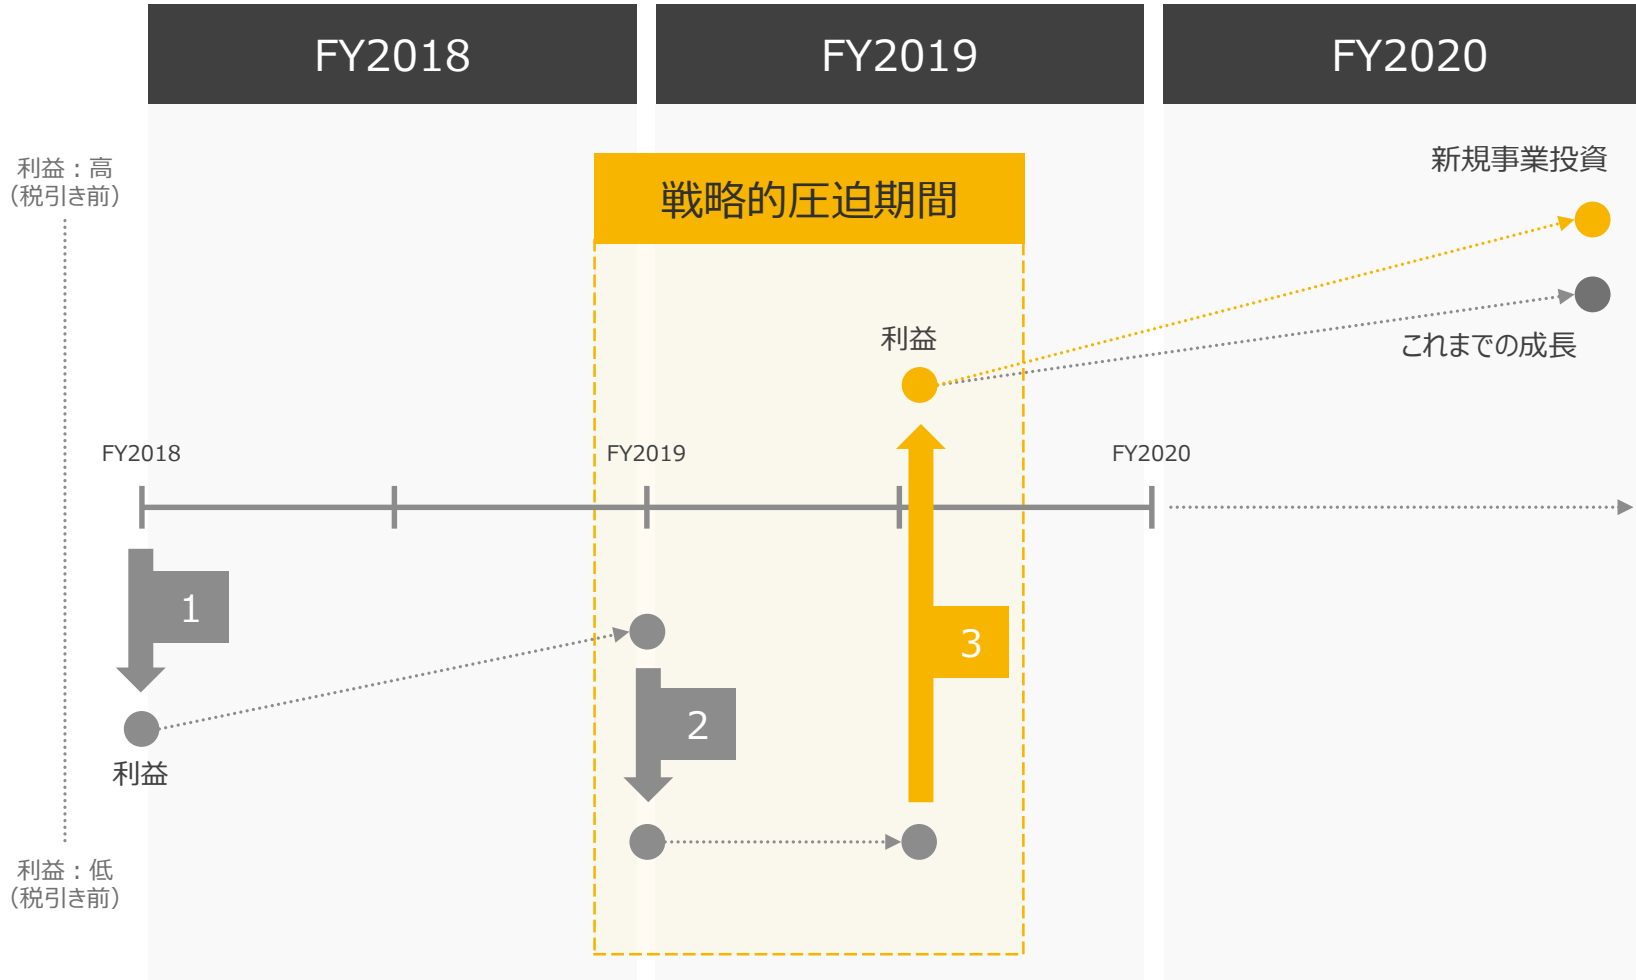 FY2018
FY2019
FY2020
利益：高
（税引き前）
戦略的圧迫期間
新規事業投資
利益
これまでの成長
FY2018
FY2019
FY2020
1
2
3
利益
利益：低
（税引き前）